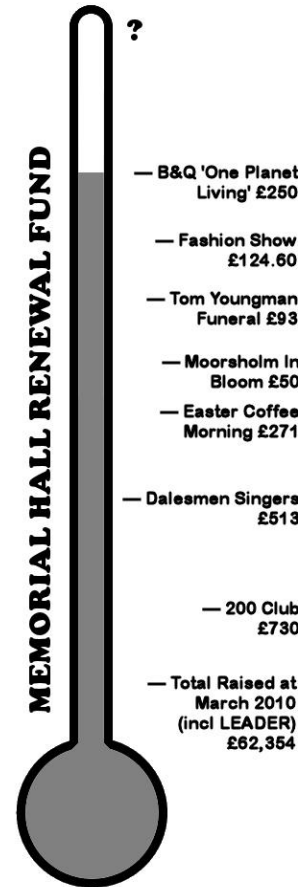 ?
MEMORIAL HALL RENEWAL FUND
— B&Q 'One Planet
Living' £250
— Fashion Show
£124.60
— Tom Youngman
Funeral £93
— Moorsholm In
Bloom £50
— Easter Coffee
Morning £271
— Dalesmen Singers
£513
— 200 Club
£730
— Total Raised at
March 2010
(incl LEADER)
£62,354